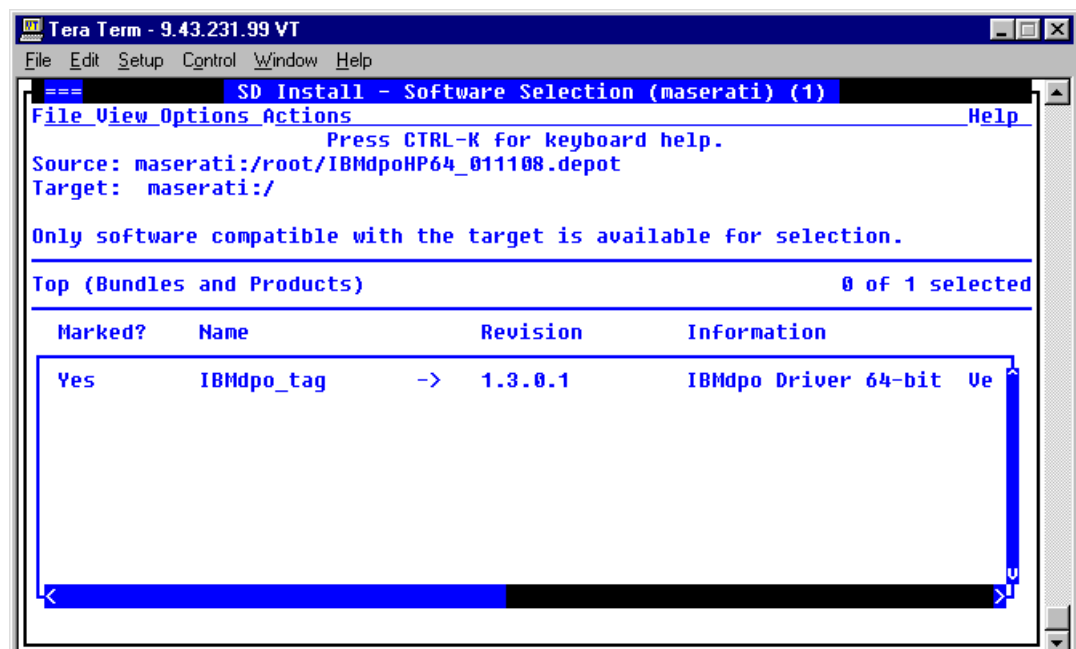 Tera Term - 9.43.231.99 VT
File Edit Setup Control Window Help
=== SD Install - Software Selection (maserati) (1)
File View Options Actions Help
Press CTRL-K for keyboard help.
Source: maserati:/root/IBMdpoHP64_011108.depot
Target: maserati:/
Only software compatible with the target is available for selection.
Top (Bundles and Products) 0 of 1 selected
Marked? Name Revision Information
Yes IBMdpo_tag -> 1.3.0.1 IBMdpo Driver 64-bit Ve